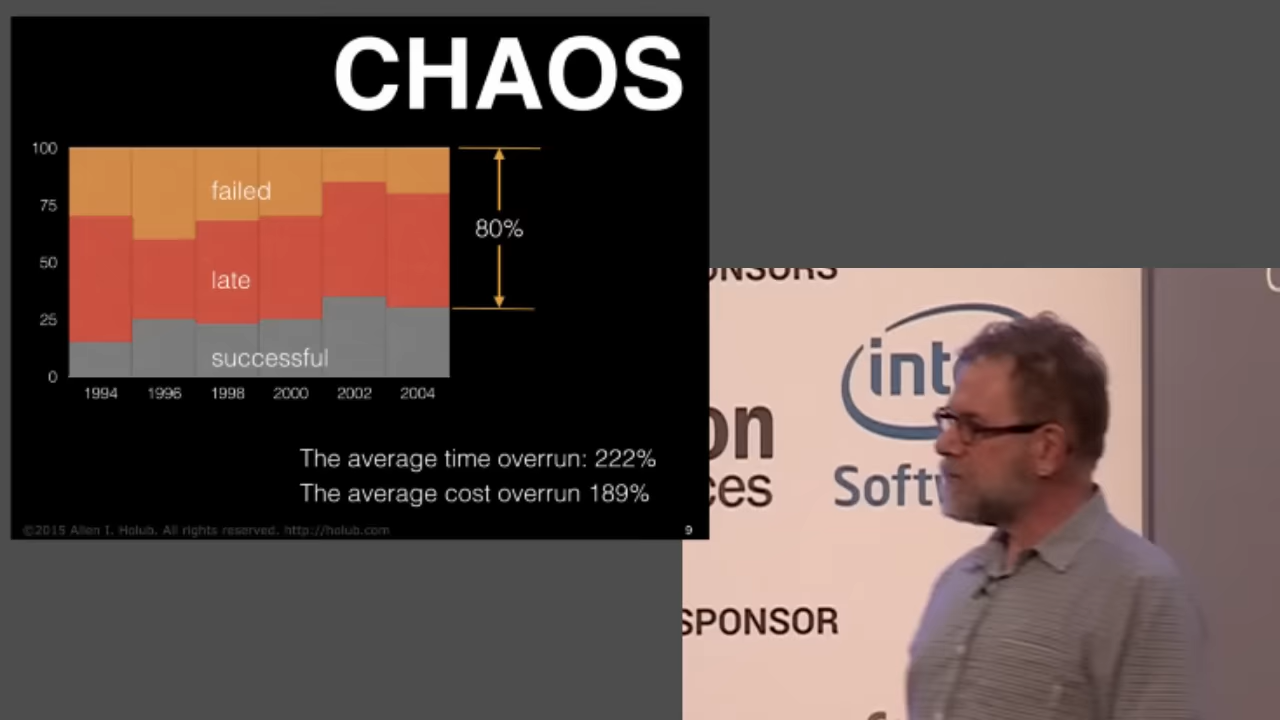 CHAOS
100
75
50
25
0
failed
late
successful
80%
1994 1996 1998 2000 2002 2004
The average time overrun: 222%
The average cost overrun 189%
©2015 Allen I. Holub. All rights reserved. http://holub.com
9
ONSORS
inte
on
ces
Softw
SPONSOR